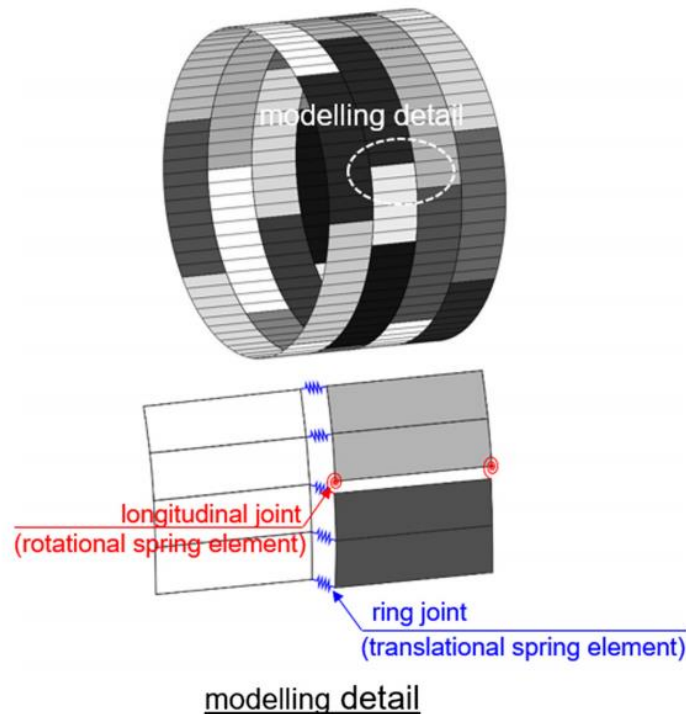 modelling detail
longitudinal joint
(rotational spring element)
ring joint
(translational spring element)
modelling detail